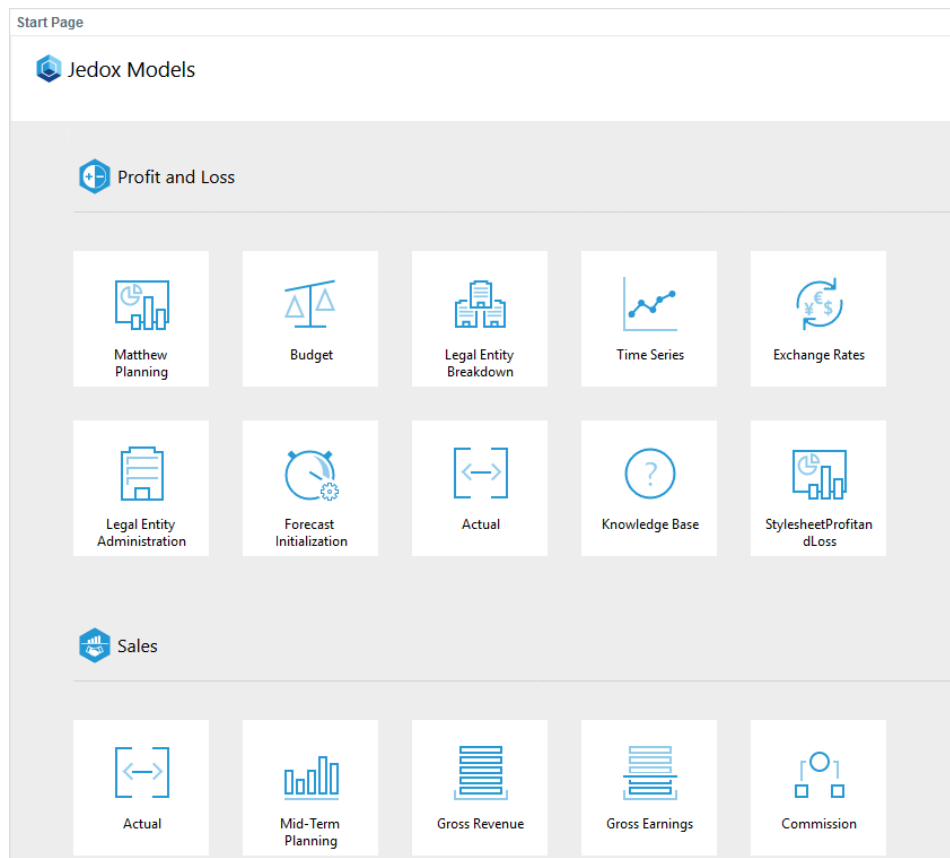 Start Page
Jedox Models
Profit and Loss
Matthew
Planning
Budget
Legal Entity
Breakdown
Time Series
Exchange Rates
Legal Entity
Administration
Forecast
Initialization
Actual
Knowledge Base
StylesheetProfitan
dLoss
Sales
Actual
Mid-Term
Planning
Gross Revenue
Gross Earnings
Commission